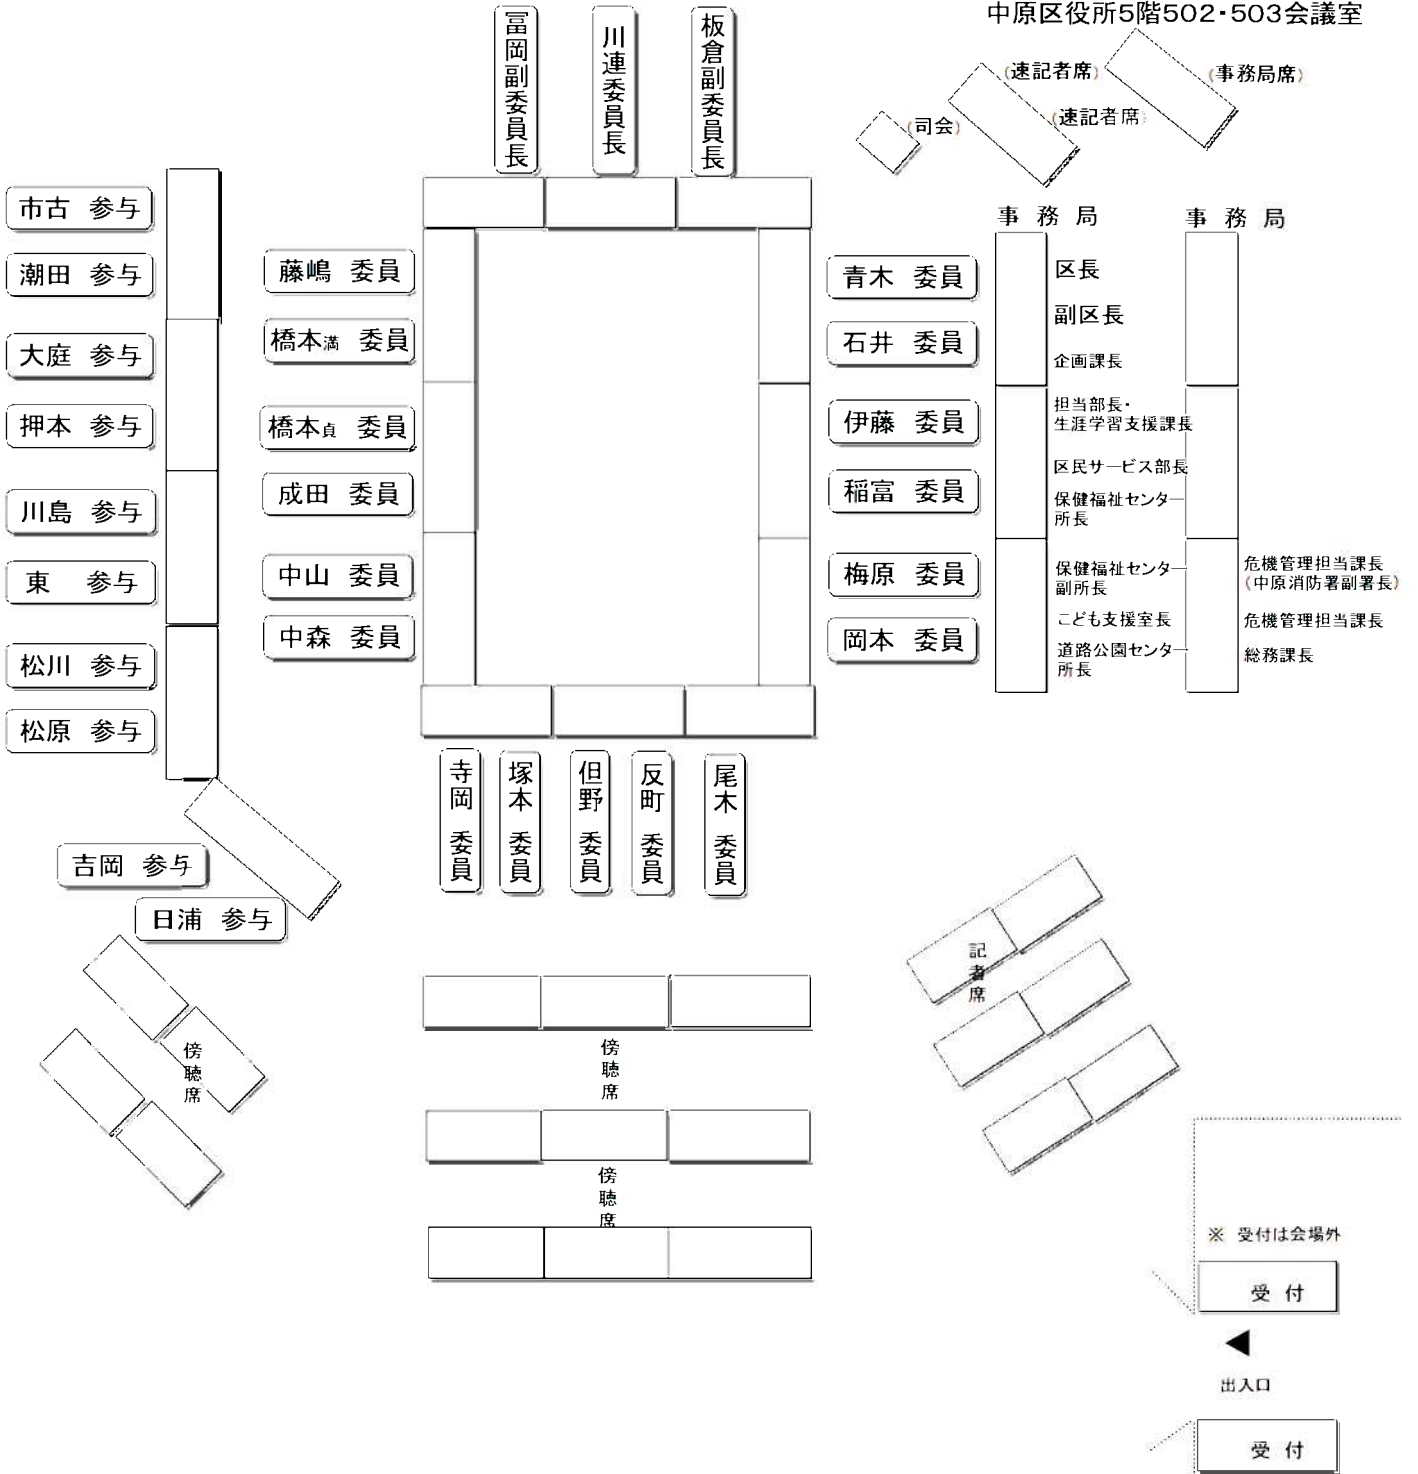 中原区役所5階502・503会議室
(速記者席)
(事務局席)
(司会)
(速記者席)
冨岡副委員長
川連委員長
板倉副委員長
市古 参与
潮田 参与
大庭 参与
押本 参与
川島 参与
東 参与
松川 参与
松原 参与
吉岡 参与
日浦 参与
藤嶋 委員
橋本満 委員
橋本貞 委員
成田 委員
中山 委員
中森 委員
青木 委員
石井 委員
伊藤 委員
稲富 委員
梅原 委員
岡本 委員
寺岡 委員
塚本 委員
但野 委員
反町 委員
尾木 委員
事務局
区長
副区長
企画課長
担当部長・
生涯学習支援課長
区民サービス部長
保健福祉センター
所長
保健福祉センター
副所長
こども支援室長
道路公園センター
所長
事務局
危機管理担当課長
(中原消防署副署長)
危機管理担当課長
総務課長
記者席
傍聴席
傍聴席
傍聴席
※ 受付は会場外
受付
出入口
受付